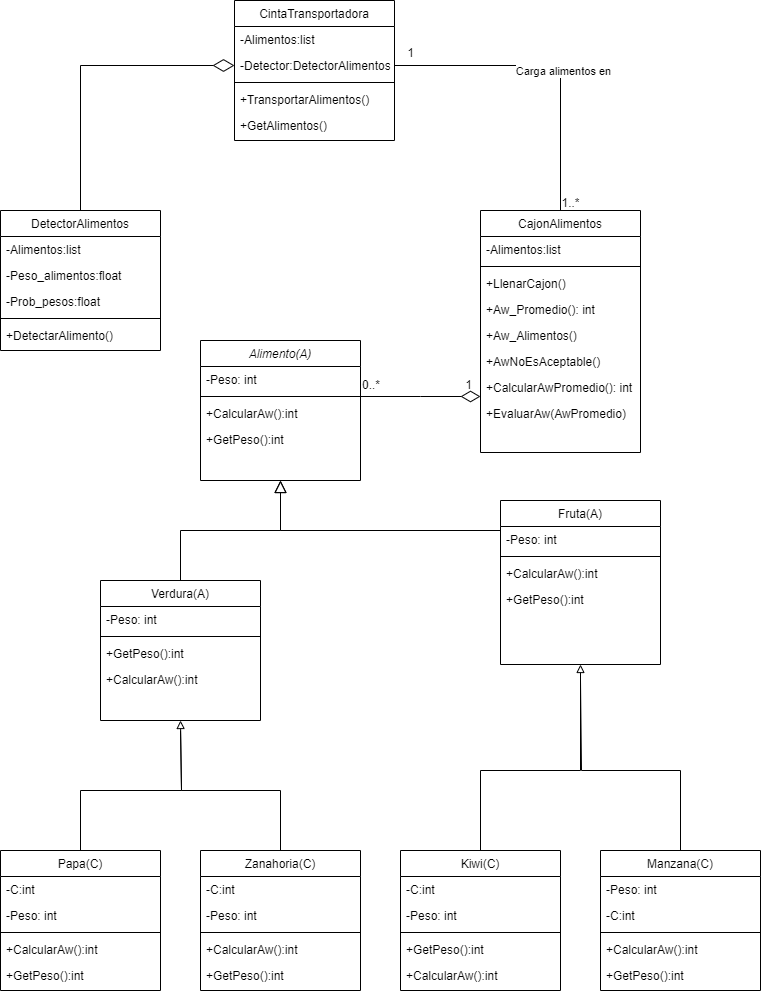 CintaTransportadora
-Alimentos:list
-Detector:DetectorAlimentos
+TransportarAlimentos()
+GetAlimentos()
1
Carga alimentos en
1..*
DetectorAlimentos
-Alimentos:list
-Peso_alimentos:float
-Prob_pesos:float
+DetectarAlimento()
CajonAlimentos
-Alimentos:list
+LlenarCajon()
+Aw_Promedio(): int
+Aw_Alimentos()
+AwNoEsAceptable()
+CalcularAwPromedio(): int
+EvaluarAw(AwPromedio)
Alimento(A)
-Peso: int
+CalcularAw():int
+GetPeso():int
0..*
1
Fruta(A)
-Peso: int
+CalcularAw():int
+GetPeso():int
Verdura(A)
-Peso: int
+GetPeso():int
+CalcularAw():int
Papa(C)
-C:int
-Peso: int
+CalcularAw():int
+GetPeso():int
Zanahoria(C)
-C:int
-Peso: int
+CalcularAw():int
+GetPeso():int
Kiwi(C)
-C:int
-Peso: int
+GetPeso():int
+CalcularAw():int
Manzana(C)
-Peso: int
-C:int
+CalcularAw():int
+GetPeso():int